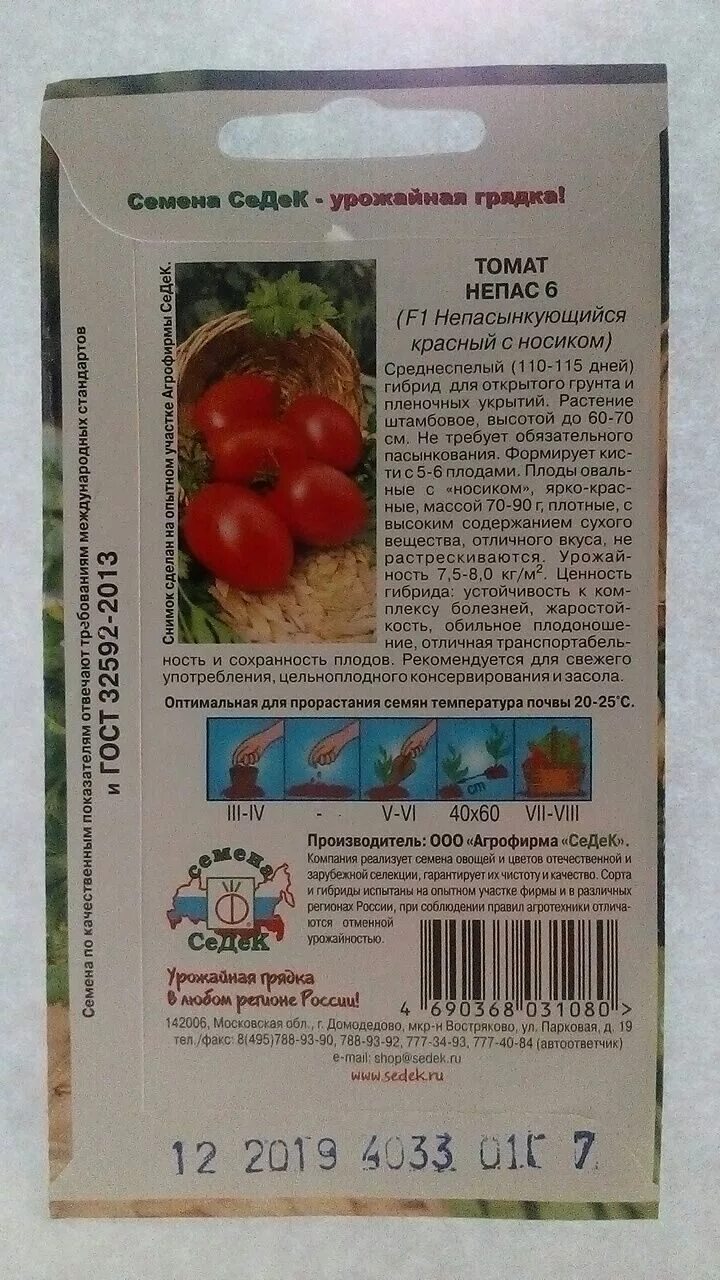 Семена СеДеК - урожайная грядка!
Снимок сделан на опытном участке Агрофирмы СеДеК.
Семена по качественным показателям отвечают требованиям международных стандартов
и ГОСТ 32592-2013
ТОМАТ
НЕПАС 6
(F1 Непасынкующийся
красный с носиком)
Среднеспелый (110-115 дней)
гибрид для открытого грунта и
пленочных укрытий. Растение
штамбовое, высотой до 60-70
см. Не требует обязательного
пасынкования. Формирует кис-
ти с 5-6 плодами. Плоды оваль-
ные с «носиком», ярко-крас-
ные, массой 70-90 г, плотные, с
высоким содержанием сухого
вещества, отличного вкуса, не
растрескиваются. Урожай-
ность 7,5-8,0 кг/м². Ценность
гибрида: устойчивость к ком-
плексу болезней, жаростой-
кость, обильное плодоноше-
ние, отличная транспортабель-
ность и сохранность плодов. Рекомендуется для свежего
употребления, цельноплодного консервирования и засола.
Оптимальная для прорастания семян температура почвы 20-25°С.
cm
III-IV - V-VI 40x60 VII-VIII
семена
СеДеК
Урожайная грядка
в любом регионе России!
Производитель: ООО «Агрофирма «СеДеК».
Компания реализует семена овощей и цветов отечественной и
зарубежной селекции, гарантирует их чистоту и качество. Сорта
и гибриды испытаны на опытном участке фирмы и в различных
регионах России, при соблюдении правил агротехники отлича-
ются отменной
урожайностью.
4 690368 031080 >
142006, Московская обл., г. Домодедово, мкр-н Востряково, ул. Парковая, д. 19
тел./факс: 8(495)788-93-90, 788-93-92, 777-34-93, 777-40-84 (автоответчик)
e-mail: shop@sedek.ru
www.sedek.ru
12 2019 4033 01Г 7